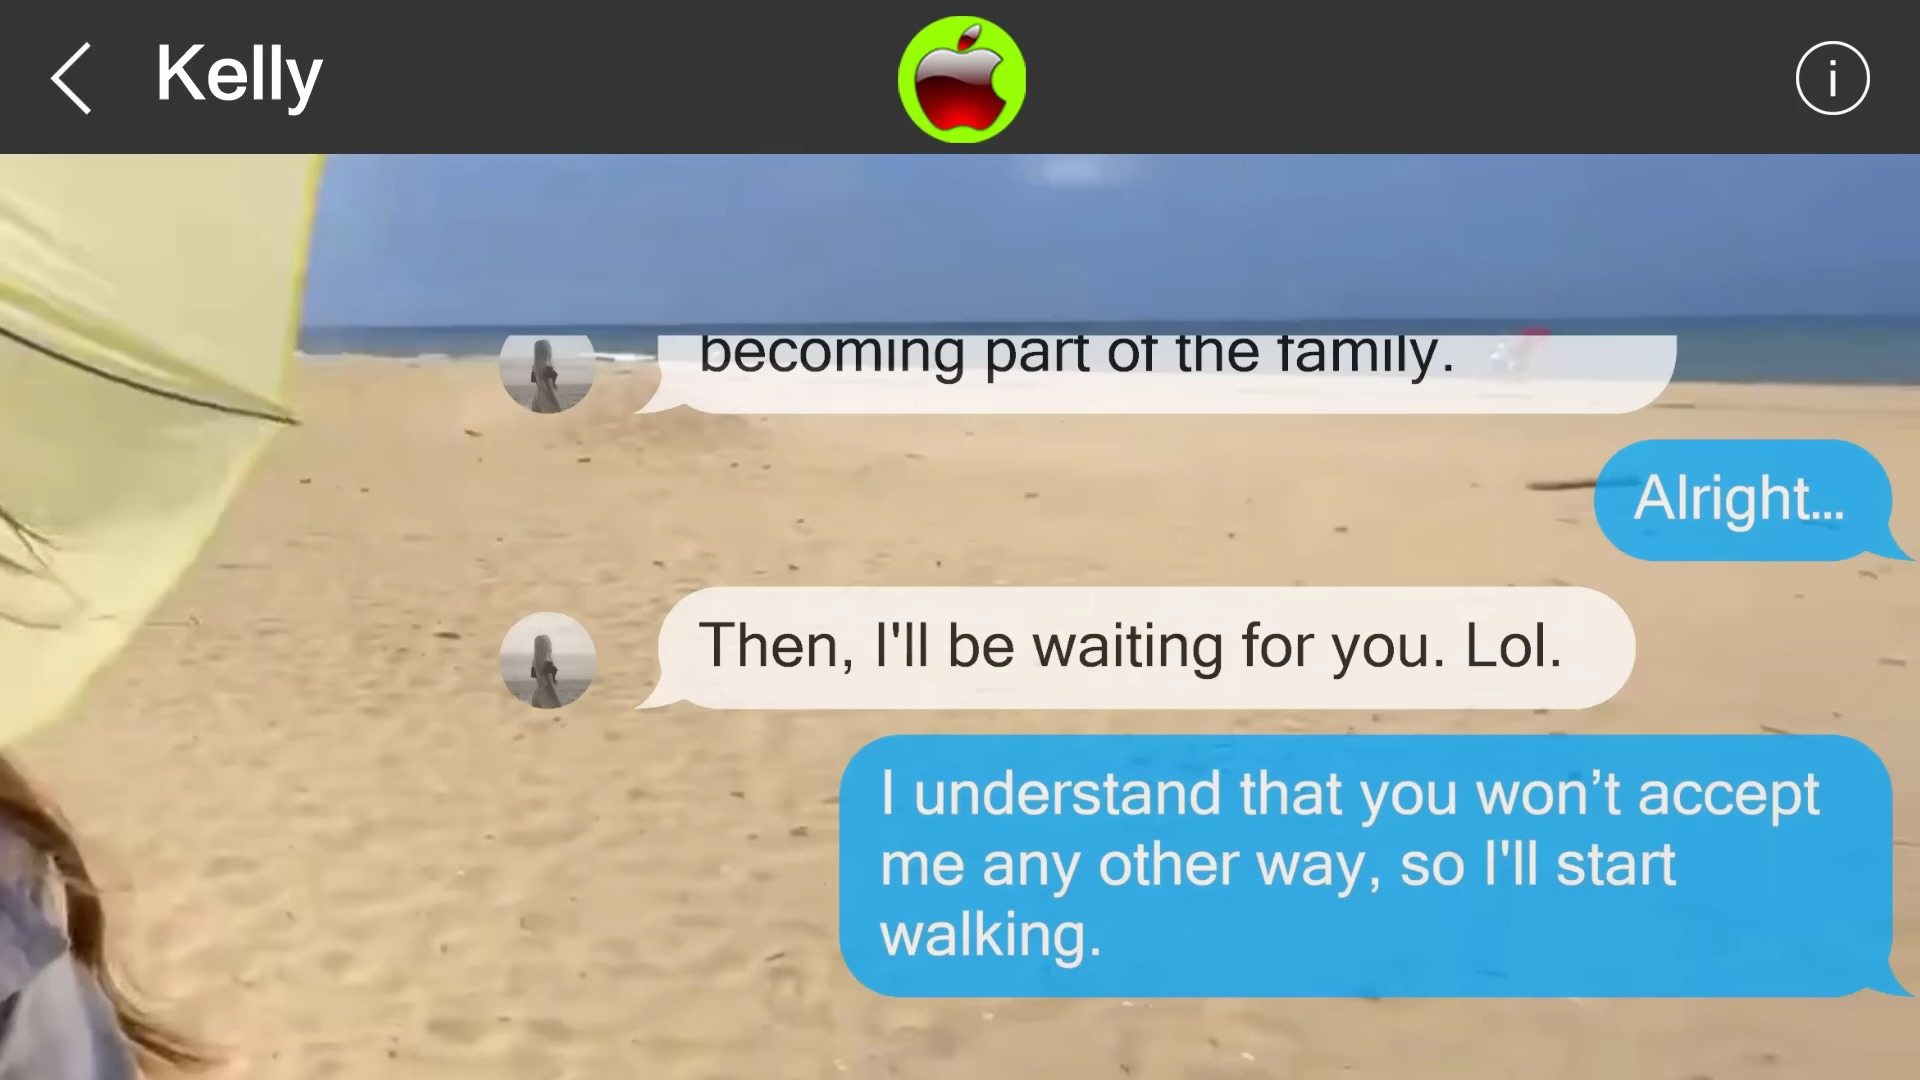 Kelly
becoming part of the family.
Alright...
Then, I'll be waiting for you. Lol.
I understand that you won’t accept
me any other way, so I'll start
walking.